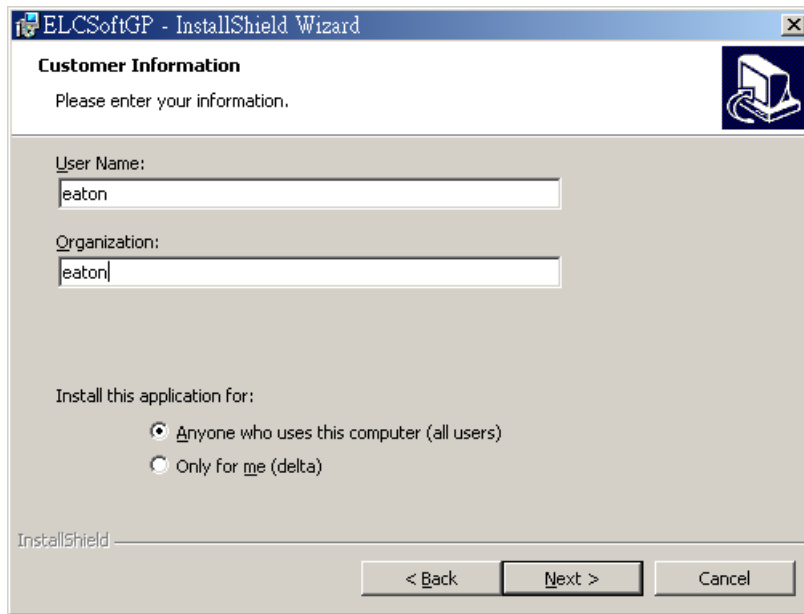 ELCSoftGP - InstallShield Wizard
Customer Information
Please enter your information.
User Name:
eaton
Organization:
eaton
Install this application for:
Anyone who uses this computer (all users)
Only for me (delta)
InstallShield
< Back
Next >
Cancel